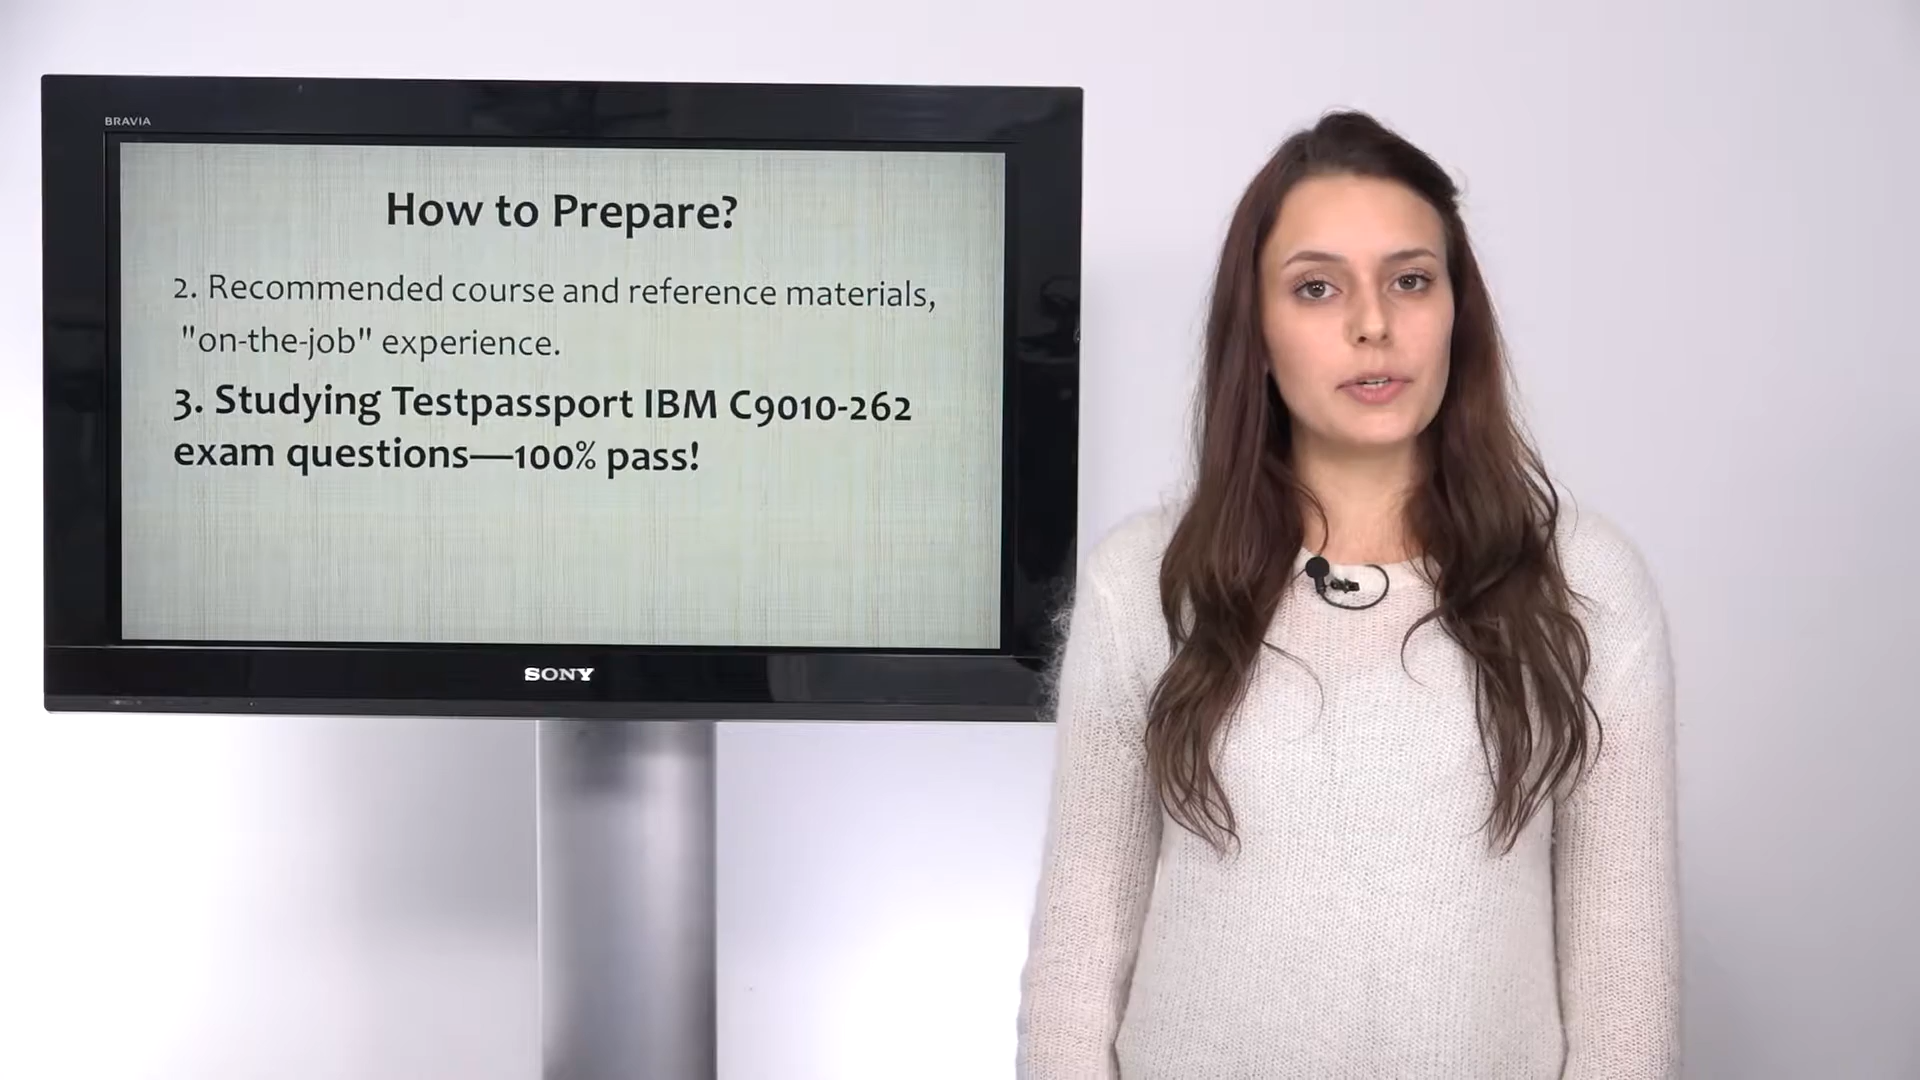 BRAVIA
How to Prepare?
2. Recommended course and reference materials,
"on-the-job" experience.
3. Studying Testpassport IBM C9010-262
exam questions—100% pass!
SONY